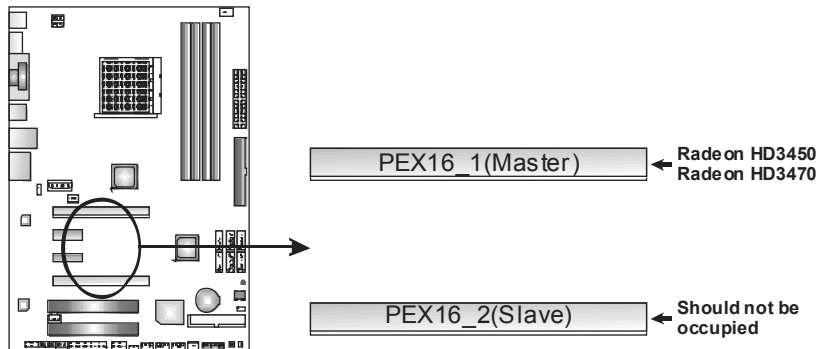 PEX16_1(Master)
Radeon HD3450
Radeon HD3470
PEX16_2(Slave)
Should not be
occupied